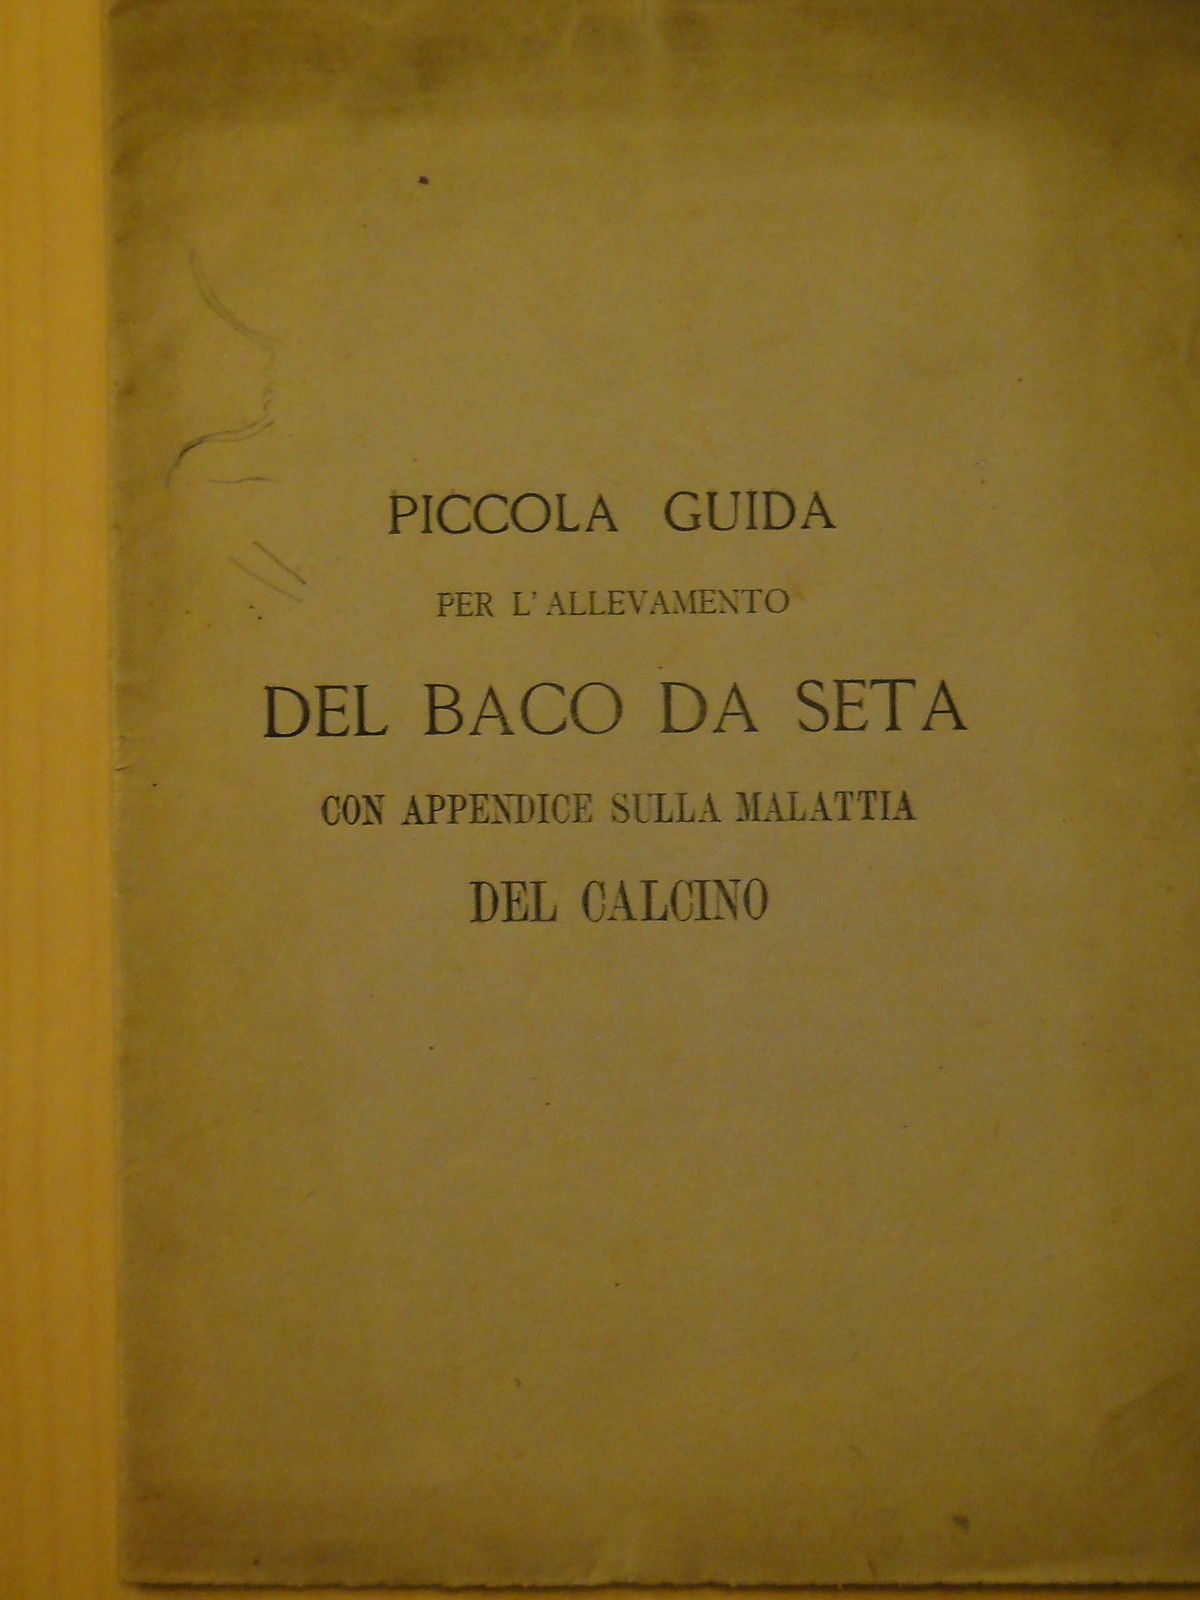 PICCOLA GUIDA
PER L'ALLEVAMENTO
DEL BACO DA SETA
CON APPENDICE SULLA MALATTIA
DEL CALCINO